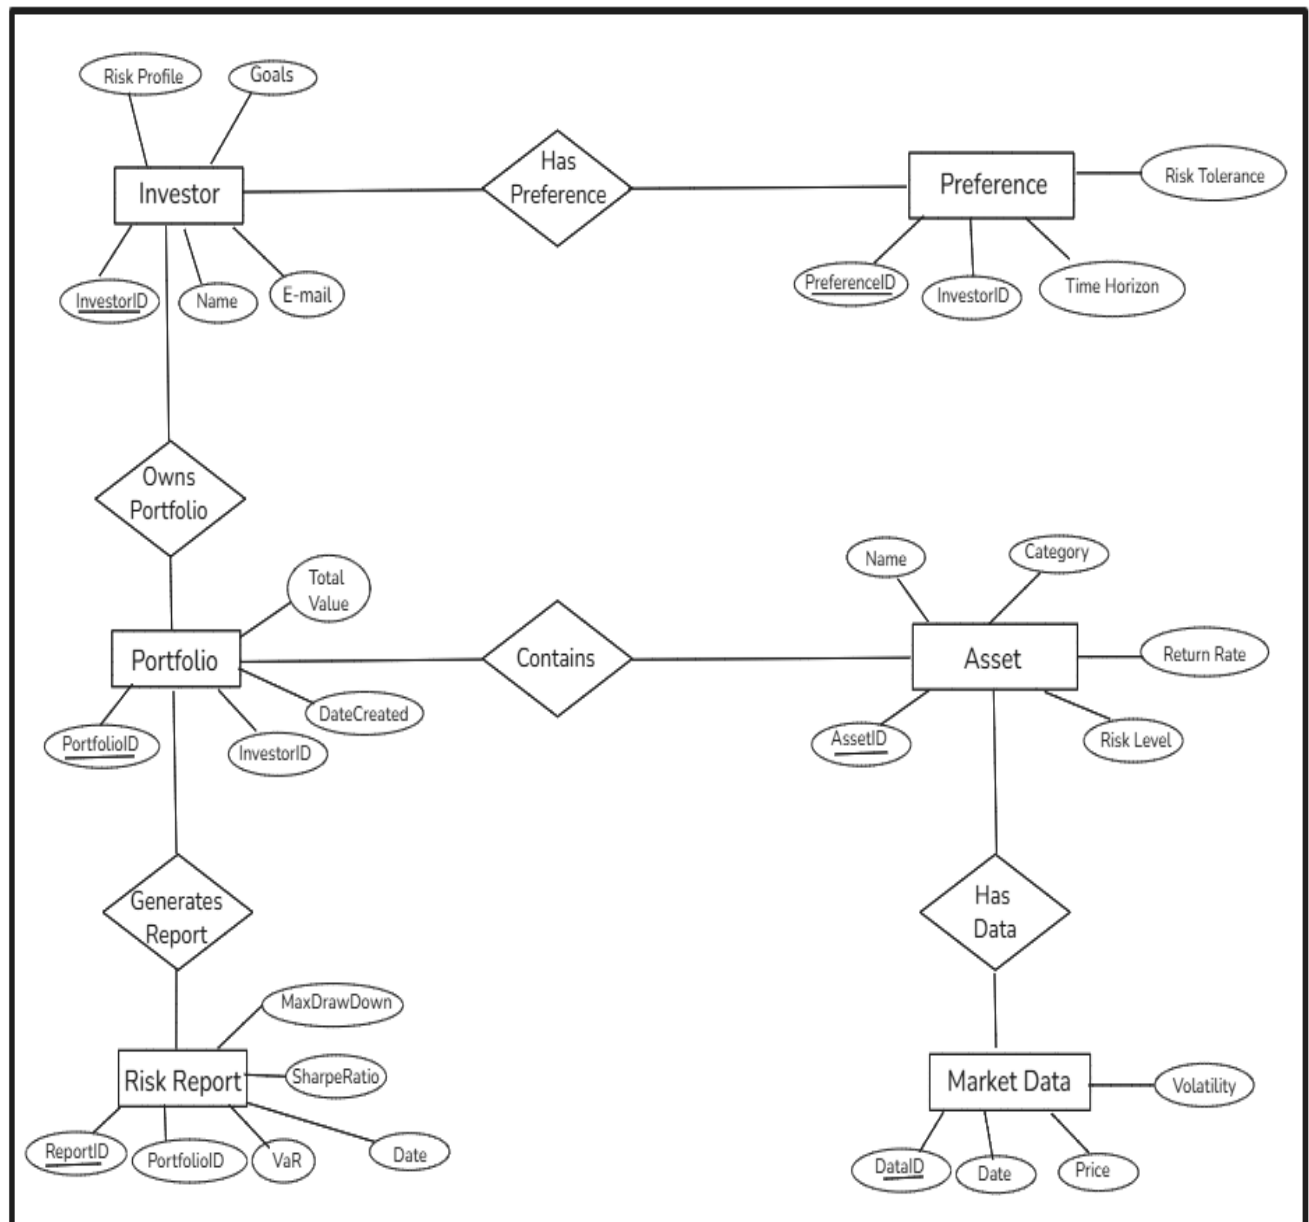 Risk Profile
Goals
Investor
Has
Preference
Preference
Risk Tolerance
InvestorID
Name
E-mail
PreferenceID
InvestorID
Time Horizon
Owns
Portfolio
Total
Value
Name
Category
Portfolio
Contains
Asset
Return Rate
DateCreated
PortfolioID
InvestorID
AssetID
Risk Level
Generates
Report
Has
Data
MaxDrawDown
Risk Report
SharpeRatio
Market Data
Volatility
ReportID
PortfolioID
VaR
Date
DataID
Date
Price